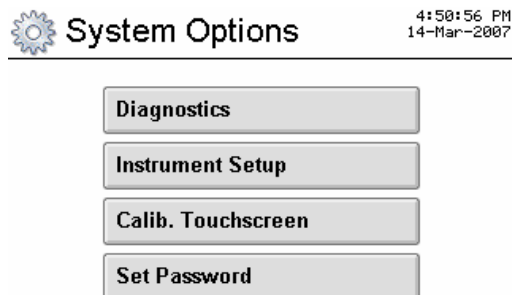 System Options
4:50:56 PM
14-Mar-2007
Diagnostics
Instrument Setup
Calib. Touchscreen
Set Password